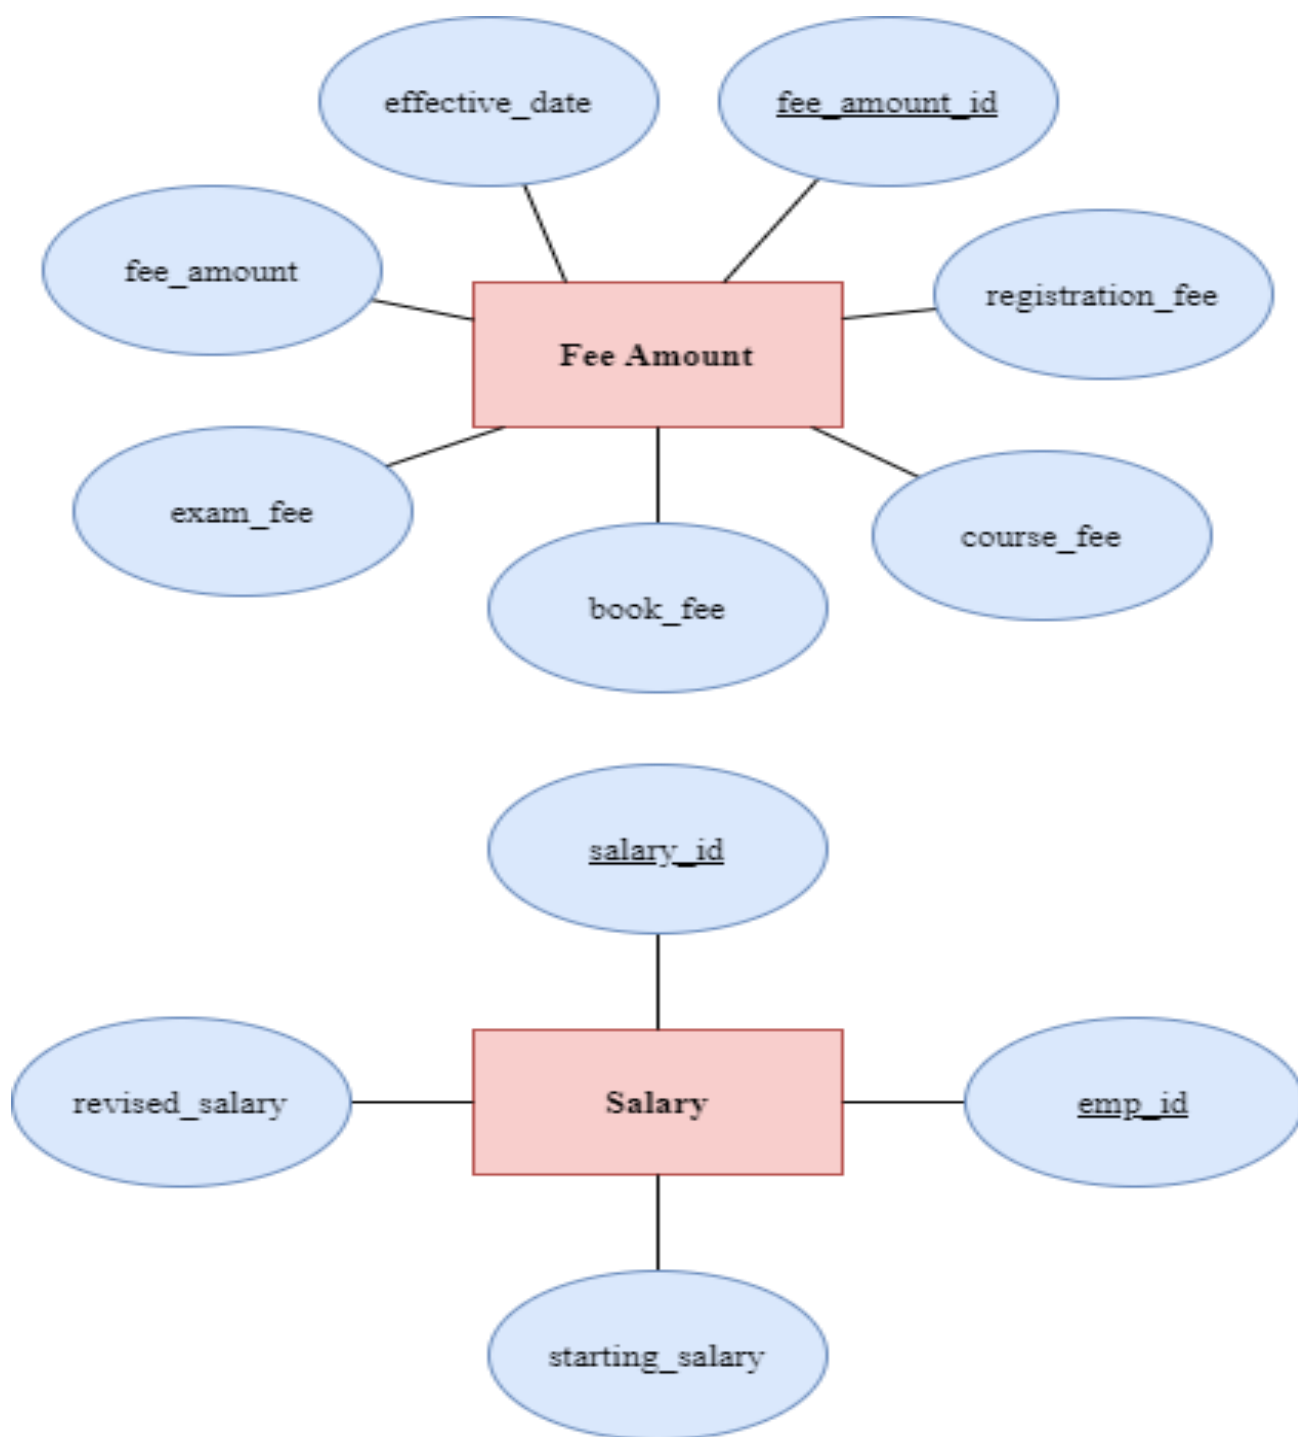 effective_date
fee_amount_id
fee_amount
registration_fee
Fee Amount
exam_fee
course_fee
book_fee
salary_id
revised_salary
Salary
emp_id
starting_salary